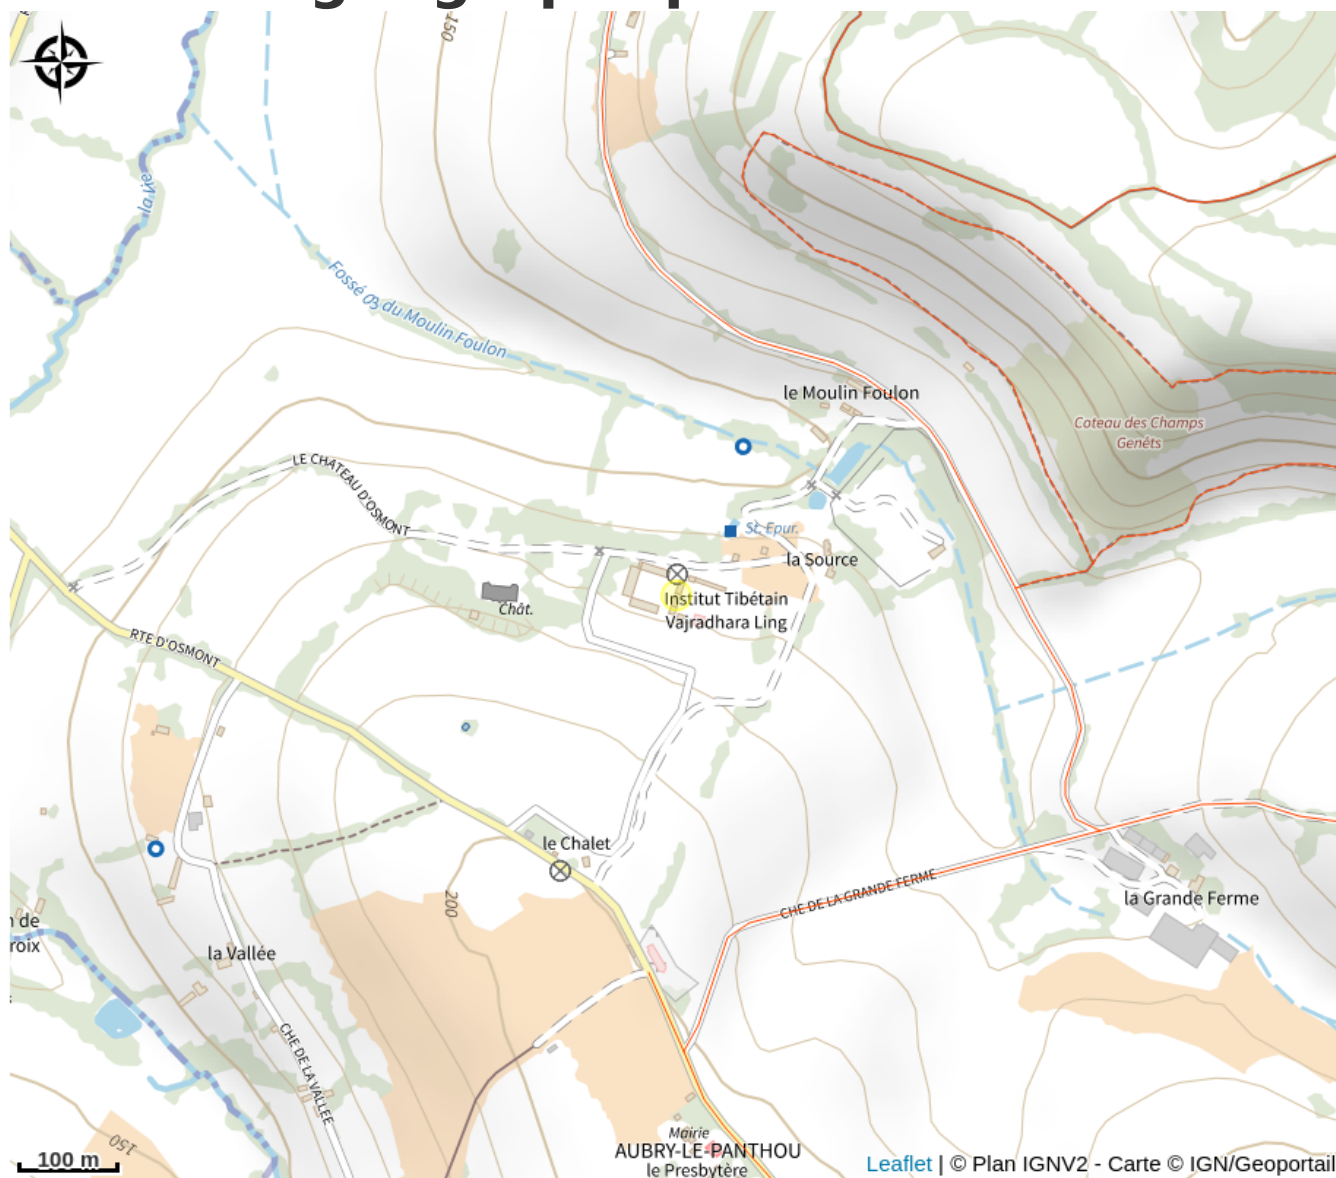 150
la Vie
Fossé 03 du Moulin Foulon
le Moulin Foulon
Coteau des Champs
Genêts
LE CHÂTEAU D'OSMONT
St. Epur.
la Source
Institut Tibétain
Vajradhara Ling
Chât.
RTE D'OSMONT
le Chalet
200
CHE DE LA GRANDE FERME
la Grande Ferme
de
roix
la Vallée
CHE DE LA VALLEE
150
Mairie
AUBRY-LE-PANTHOU
le Presbytère
100 m
Leaflet | © Plan IGNV2 - Carte © IGN/Geoportail